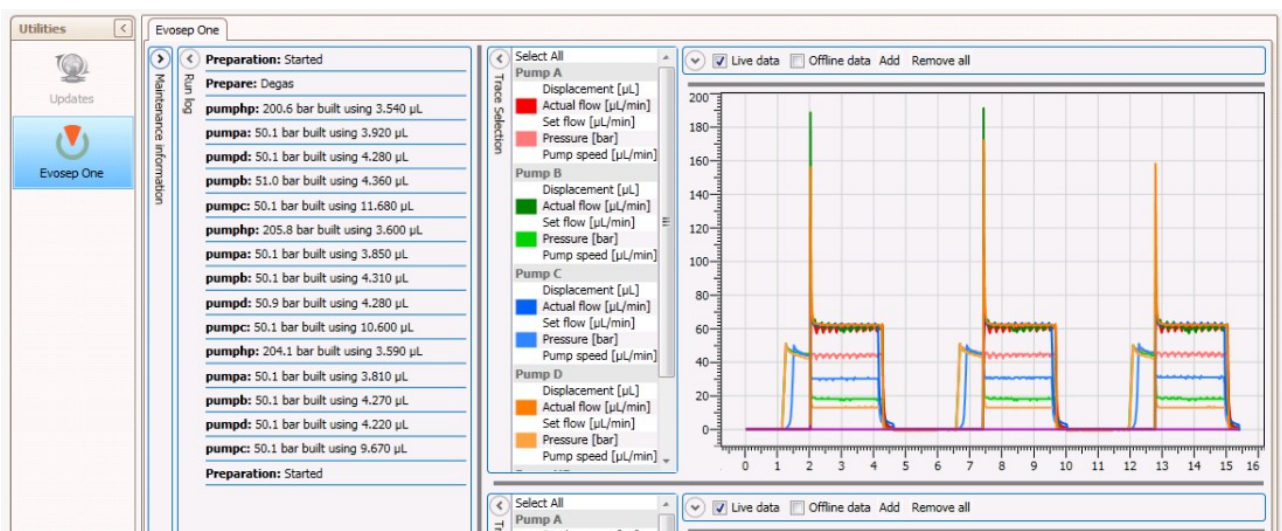 Utilities
Updates
Evosep One
Evosep One
Maintenance information
Run log
Preparation: Started
Prepare: Degas
pumphp: 200.6 bar built using 3.540 µL
pumpa: 50.1 bar built using 3.920 µL
pumpd: 50.1 bar built using 4.280 µL
pumpb: 51.0 bar built using 4.360 µL
pumpc: 50.1 bar built using 11.680 µL
pumphp: 205.8 bar built using 3.600 µL
pumpa: 50.1 bar built using 3.850 µL
pumpb: 50.1 bar built using 4.310 µL
pumpd: 50.9 bar built using 4.280 µL
pumpc: 50.1 bar built using 10.600 µL
pumphp: 204.1 bar built using 3.590 µL
pumpa: 50.1 bar built using 3.810 µL
pumpb: 50.1 bar built using 4.270 µL
pumpd: 50.1 bar built using 4.220 µL
pumpc: 50.1 bar built using 9.670 µL
Preparation: Started
Trace Selection
Select All
Pump A
Displacement [µL]
Actual flow [µL/min]
Set flow [µL/min]
Pressure [bar]
Pump speed [µL/min]
Pump B
Displacement [µL]
Actual flow [µL/min]
Set flow [µL/min]
Pressure [bar]
Pump speed [µL/min]
Pump C
Displacement [µL]
Actual flow [µL/min]
Set flow [µL/min]
Pressure [bar]
Pump speed [µL/min]
Pump D
Displacement [µL]
Actual flow [µL/min]
Set flow [µL/min]
Pressure [bar]
Pump speed [µL/min]
Live data Offline data Add Remove all
200
180
160
140
120
100
80
60
40
20
0
0 1 2 3 4 5 6 7 8 9 10 11 12 13 14 15 16
Select All
Pump A
Live data Offline data Add Remove all